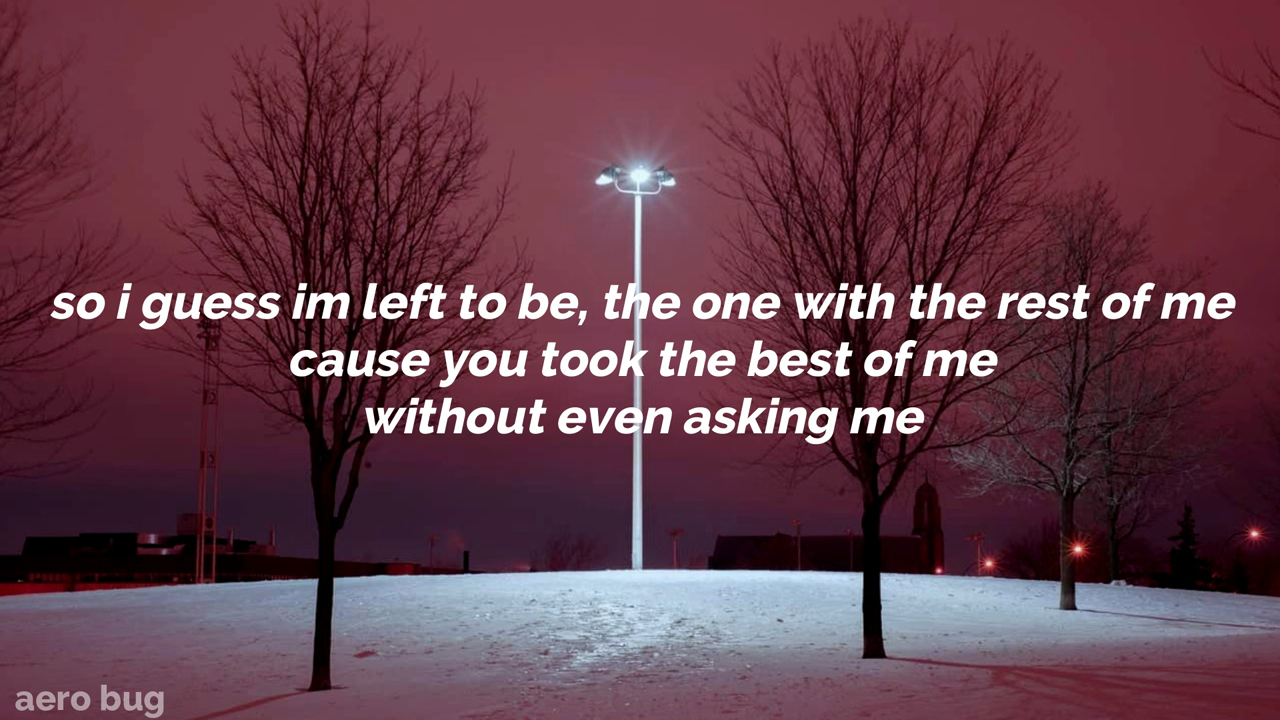 so i guess im left to be, the one with the rest of me
cause you took the best of me
without even asking me
aero bug